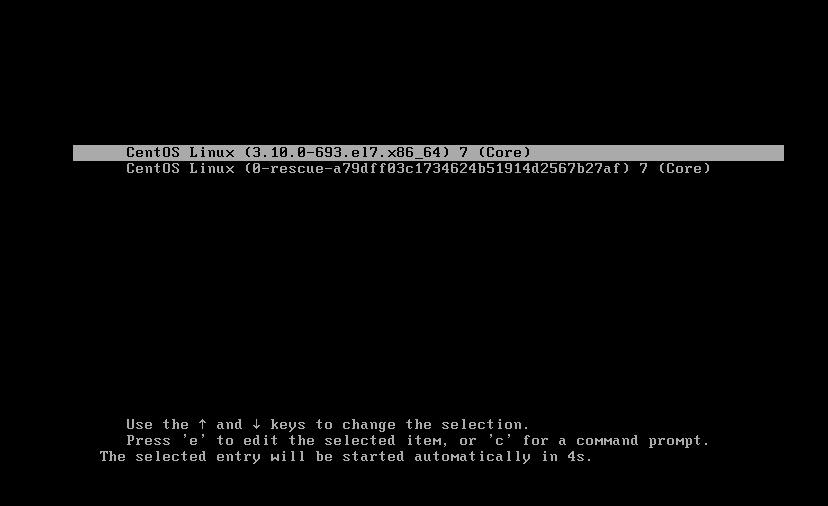 CentOS Linux (3.10.0-693.el7.x86_64) 7 (Core)
CentOS Linux (0-rescue-a79dff03c1734624b51914d2567b27af) 7 (Core)
Use the ↑ and ↓ keys to change the selection.
Press 'e' to edit the selected item, or 'c' for a command prompt.
The selected entry will be started automatically in 4s.